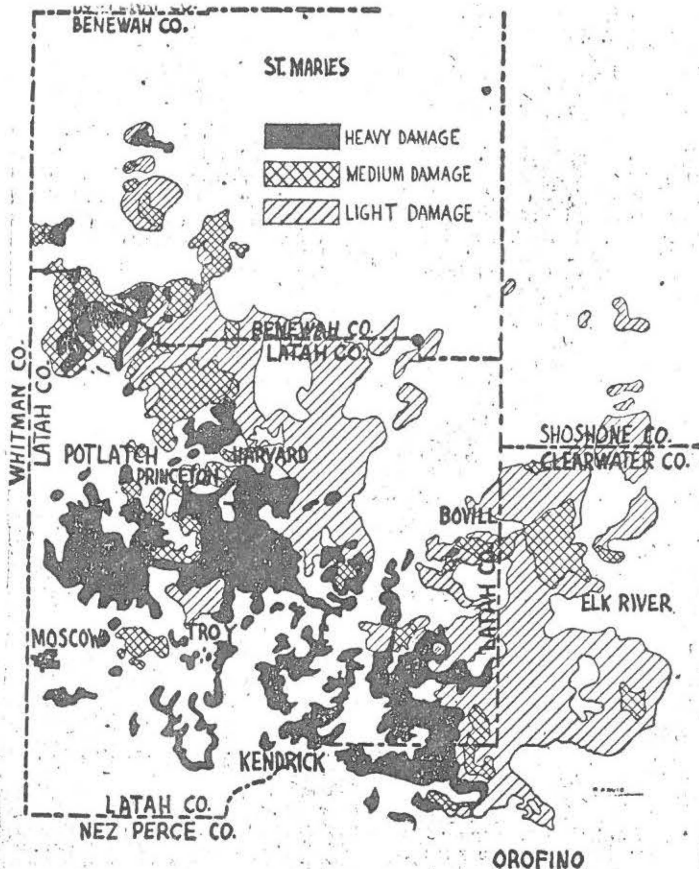 BENEWAH CO.
ST. MARIES
HEAVY DAMAGE
MEDIUM DAMAGE
LIGHT DAMAGE
BENEWAH CO.
LATAH CO.
WHITMAN CO.
LATAH CO.
SHOSHONE CO.
CLEARWATER CO.
POTLATCH
PRINCETON
HARVARD
BOVILL
LATAH CO.
ELK RIVER
MOSCOW
TROY
KENDRICK
LATAH CO.
NEZ PERCE CO.
OROFINO